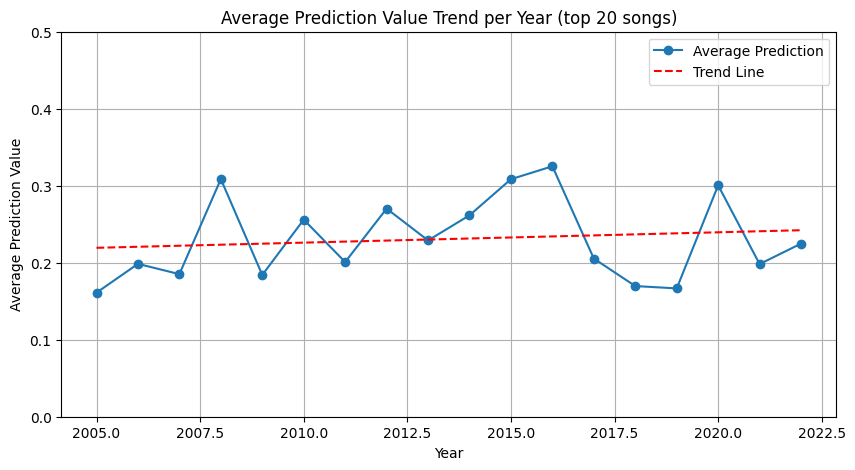 Average Prediction Value Trend per Year (top 20 songs)
Average Prediction
Trend Line
Average Prediction Value
0.5
0.4
0.3
0.2
0.1
0.0
2005.0 2007.5 2010.0 2012.5 2015.0 2017.5 2020.0 2022.5
Year